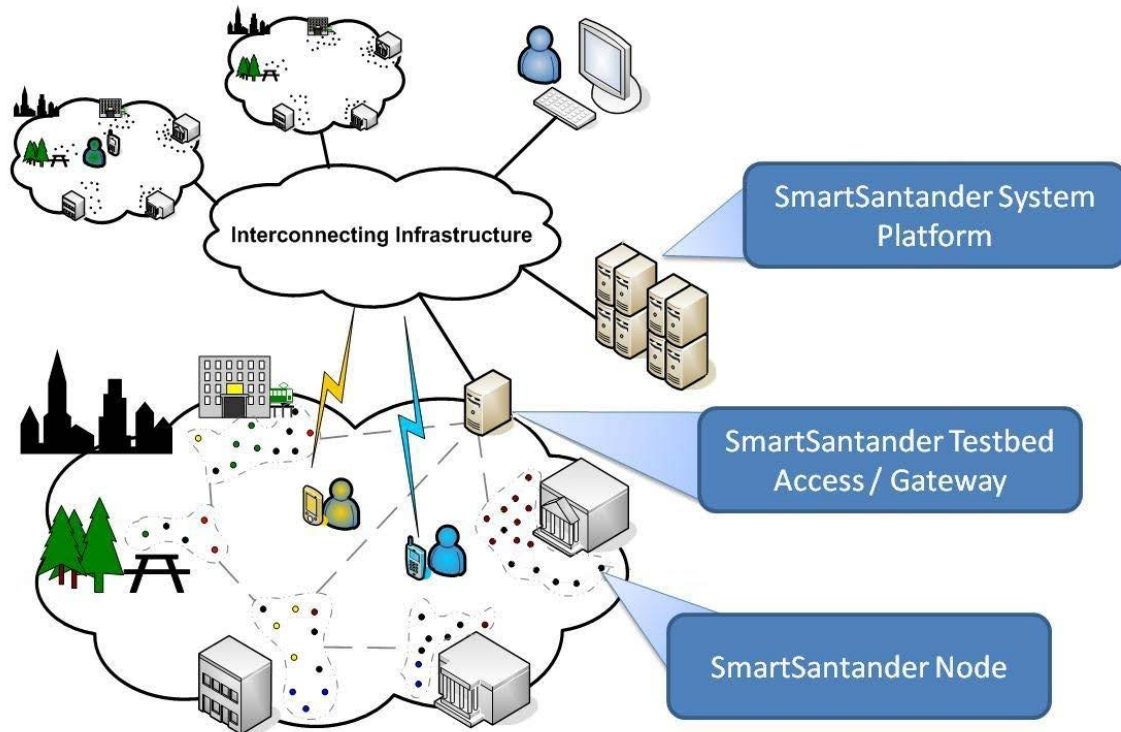 Interconnecting Infrastructure
SmartSantander System
Platform
SmartSantander Testbed
Access / Gateway
SmartSantander Node